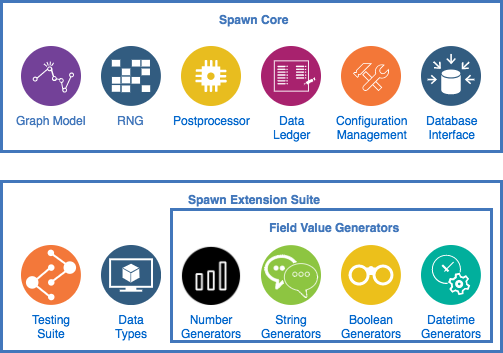 Spawn Core
Graph Model
RNG
Postprocessor
Data
Ledger
Configuration
Management
Database
Interface
Spawn Extension Suite
Field Value Generators
Testing
Suite
Data
Types
Number
Generators
String
Generators
Boolean
Generators
Datetime
Generators